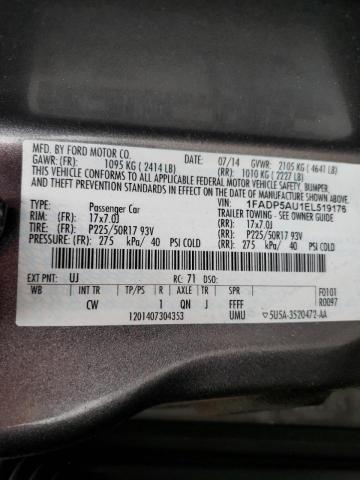 MFD. BY FORD MOTOR CO.
07/14 GVWR: 2105 KG ( 4641 LB)
GAWR: (FR): 1095 KG ( 2414 LB) (RR): 1010 KG ( 2227 LB)
THIS VEHICLE CONFORMS TO ALL APPLICABLE FEDERAL MOTOR VEHICLE SAFETY, BUMPER,
AND THEFT PREVENTION STANDARDS IN EFFECT ON THE DATE OF MANUFACTURE SHOWN ABOVE.
VIN: 1FADP5AU1EL519176
TYPE: Passenger Car TRAILER TOWING - SEE OWNER GUIDE
RIM: (FR): 17x7.0J (RR): 17x7.0J
TIRE: (FR): P225/50R17 93V (RR): P225/50R17 93V
PRESSURE: (FR): 275 kPa/ 40 PSI COLD (RR): 275 kPa/ 40 PSI COLD
EXT PNT: UJ RC: 71 DSO:
WB INT TR TP/PS R AXLE TR SPR F0101
CW 1 QN J FFFF R0097
1201407304353 UMU ▽5U5A-3520472-AA